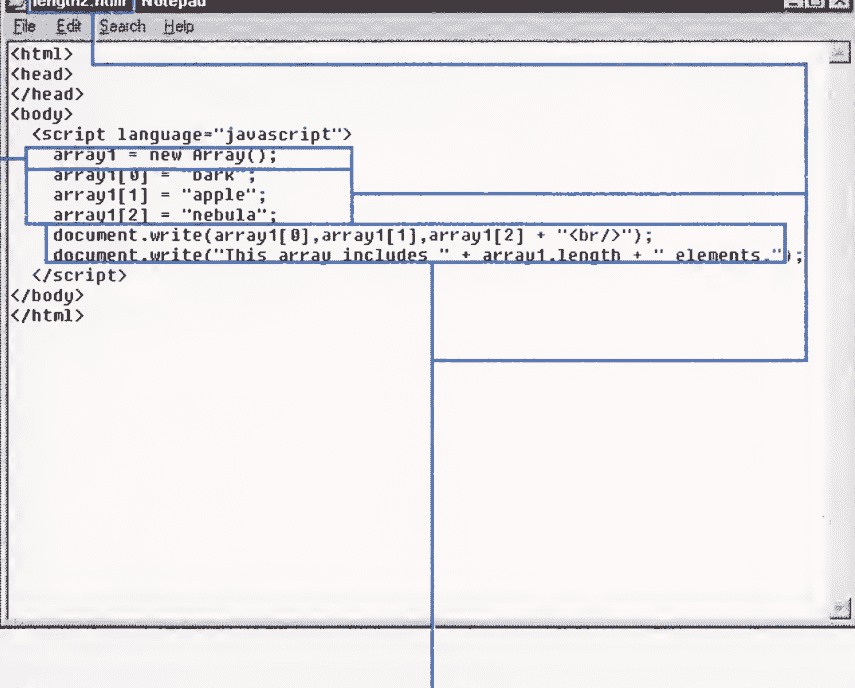 length2.html Notepad
File Edit Search Help
<html>
<head>
</head>
<body>
<script language="javascript">
array1 = new Array();
array1[0] = "bark";
array1[1] = "apple";
array1[2] = "nebula";
document.write(array1[0],array1[1],array1[2] + "<br/>");
document.write("This array includes " + array1.length + " elements.");
</script>
</body>
</html>